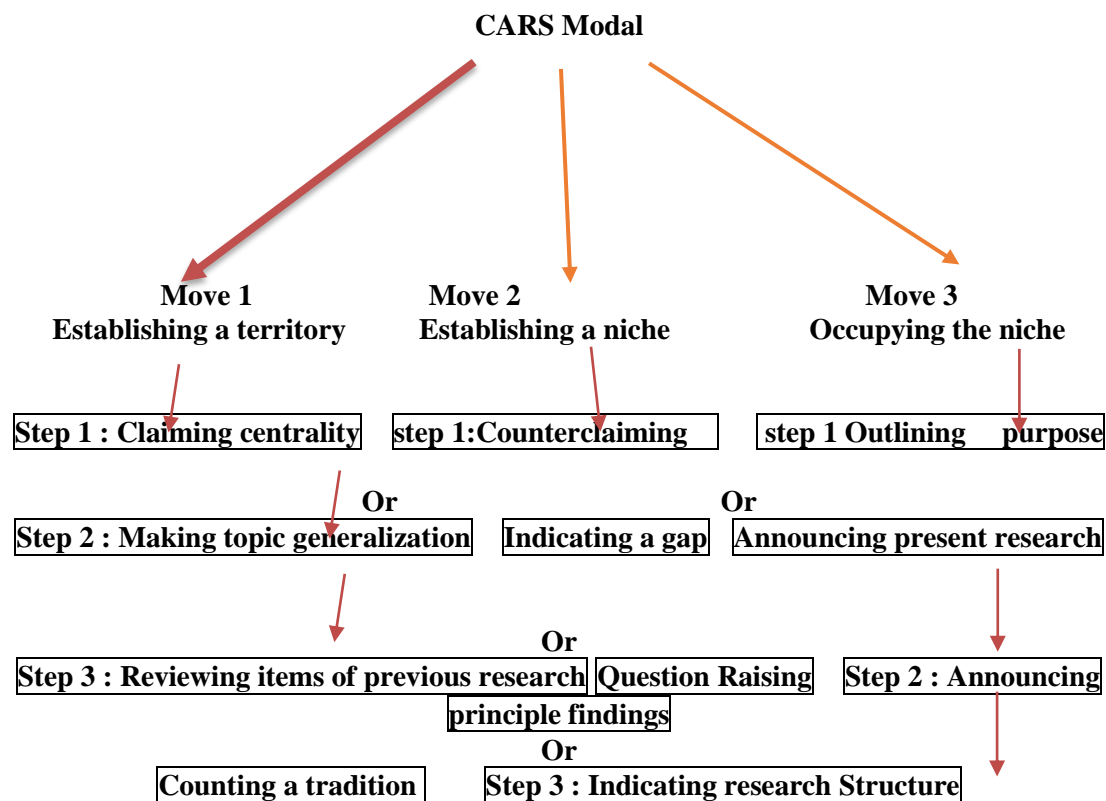 CARS Modal
Move 1 Move 2 Move 3
Establishing a territory Establishing a niche Occupying the niche
Step 1 : Claiming centrality step 1:Counterclaiming step 1 Outlining purpose
Or Or
Step 2 : Making topic generalization Indicating a gap Announcing present research
Or
Step 3 : Reviewing items of previous research Question Raising Step 2 : Announcing
principle findings
Or
Counting a tradition Step 3 : Indicating research Structure